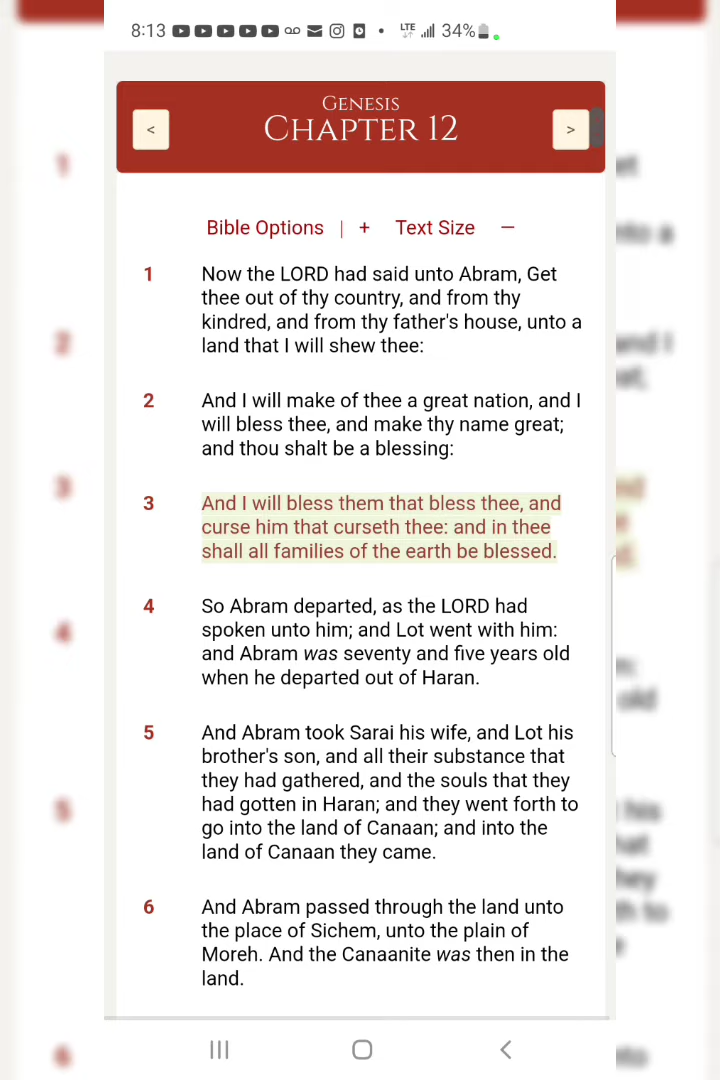 8:13 LTE 34%
GENESIS
CHAPTER 12
< >
Bible Options | + Text Size —
1 Now the LORD had said unto Abram, Get
thee out of thy country, and from thy
kindred, and from thy father's house, unto a
land that I will shew thee:
2 And I will make of thee a great nation, and I
will bless thee, and make thy name great;
and thou shalt be a blessing:
3 And I will bless them that bless thee, and
curse him that curseth thee: and in thee
shall all families of the earth be blessed.
4 So Abram departed, as the LORD had
spoken unto him; and Lot went with him:
and Abram was seventy and five years old
when he departed out of Haran.
5 And Abram took Sarai his wife, and Lot his
brother's son, and all their substance that
they had gathered, and the souls that they
had gotten in Haran; and they went forth to
go into the land of Canaan; and into the
land of Canaan they came.
6 And Abram passed through the land unto
the place of Sichem, unto the plain of
Moreh. And the Canaanite was then in the
land.